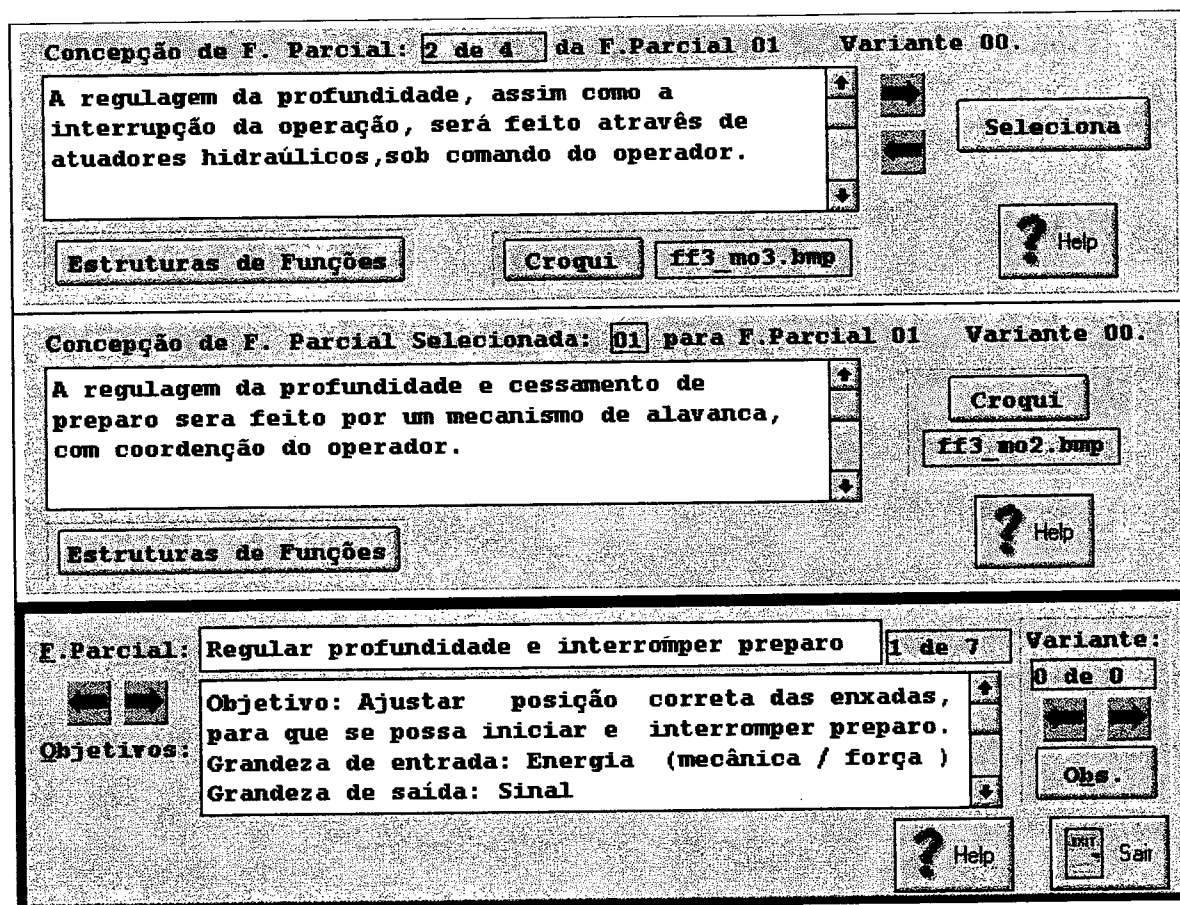 Concepção de F. Parcial: 2 de 4 da F.Parcial 01 Variante 00.
A regulagem da profundidade, assim como a
interrupção da operação, será feito atravês de
atuadores hidraúlicos,sob comando do operador.
Seleciona
Estruturas de Funções Croqui ff3_mo3.bmp ? Help
Concepção de F. Parcial Selecionada: 01 para F.Parcial 01 Variante 00.
A regulagem da profundidade e cessamento de
preparo sera feito por um mecanismo de alavanca,
com coordenção do operador.
Croqui
ff3_mo2.bmp
Estruturas de Funções ? Help
F.Parcial: Regular profundidade e interromper preparo 1 de 7 Variante:
0 de 0
Objetivos:
Objetivo: Ajustar posição correta das enxadas,
para que se possa iniciar e interromper preparo.
Grandeza de entrada: Energia (mecânica / força )
Grandeza de saída: Sinal
Obs.
? Help EXIT Sair